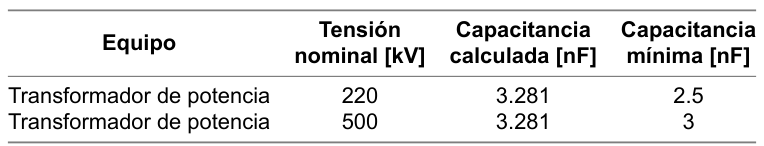 Equipo Tensión nominal [kV] Capacitancia calculada [nF] Capacitancia mínima [nF]
Transformador de potencia 220 3.281 2.5
Transformador de potencia 500 3.281 3